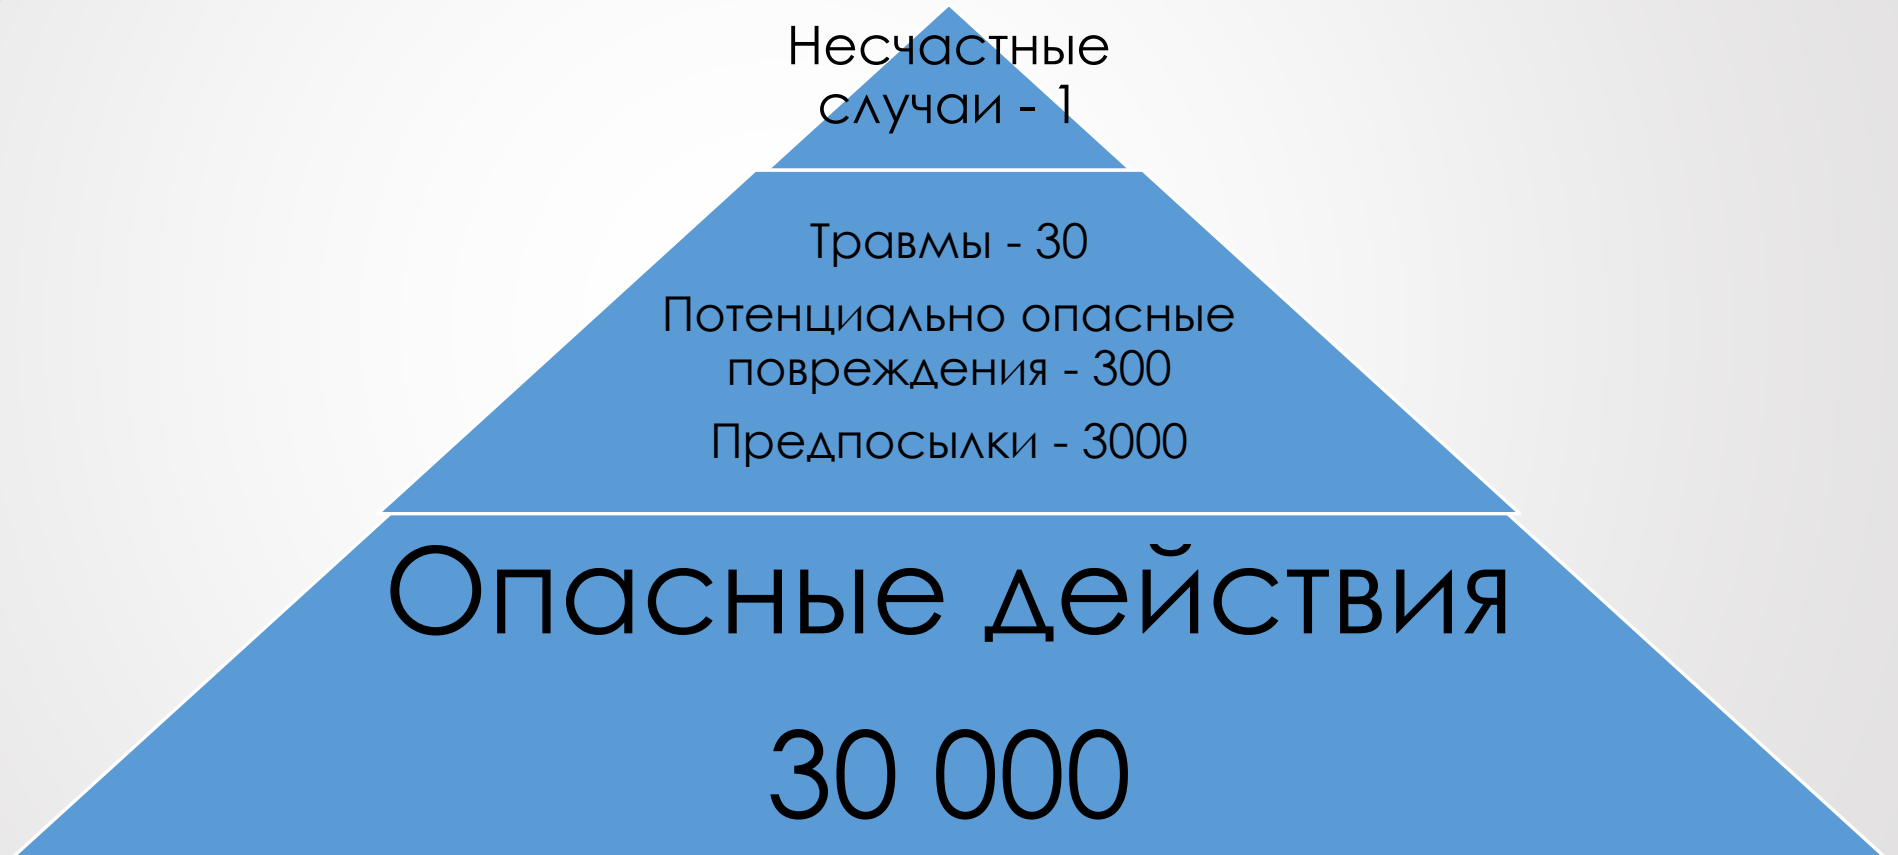 Несчастные
случаи - 1
Травмы - 30
Потенциально опасные
повреждения - 300
Предпосылки - 3000
Опасные действия
30 000